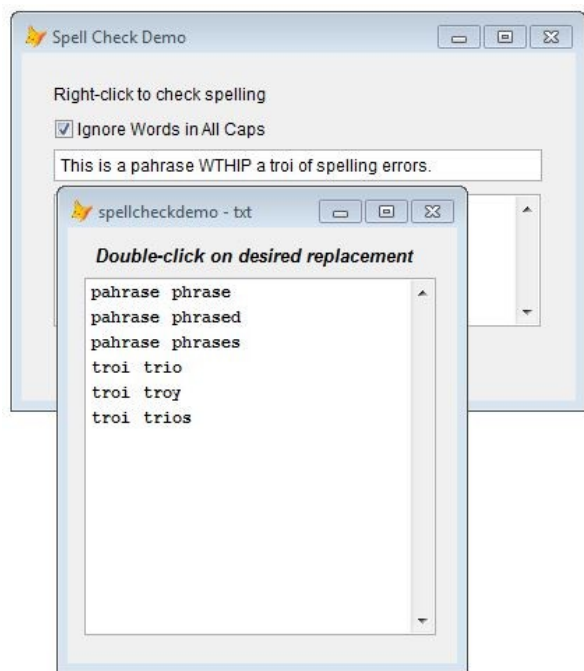 Spell Check Demo
Right-click to check spelling
Ignore Words in All Caps
This is a pahrase WTHIP a troi of spelling errors.
spellcheckdemo - txt
Double-click on desired replacement
pahrase phrase
pahrase phrased
pahrase phrases
troi trio
troi troy
troi trios